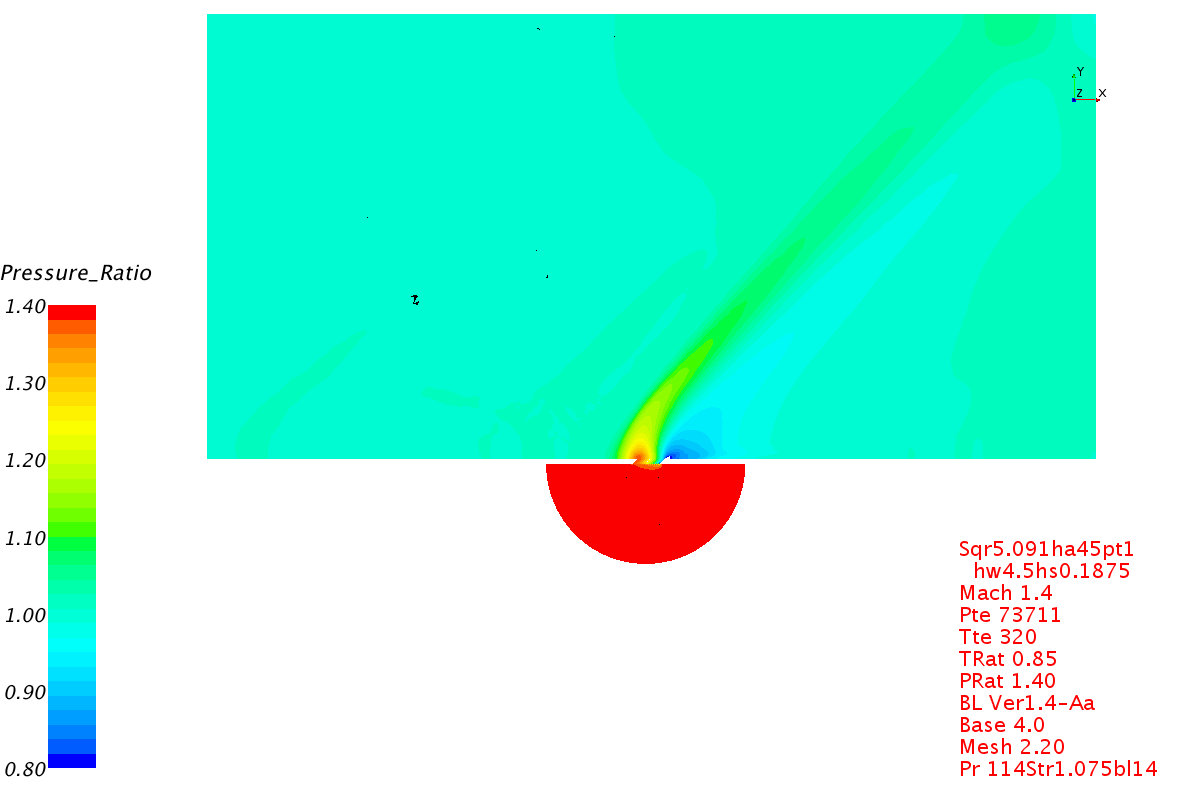 Y
Z X
Pressure_Ratio
1.40
1.30
1.20
1.10
1.00
0.90
0.80
Sqr5.091ha45pt1
hw4.5hs0.1875
Mach 1.4
Pte 73711
Tte 320
TRat 0.85
PRat 1.40
BL Ver1.4-Aa
Base 4.0
Mesh 2.20
Pr 114Str1.075bl14